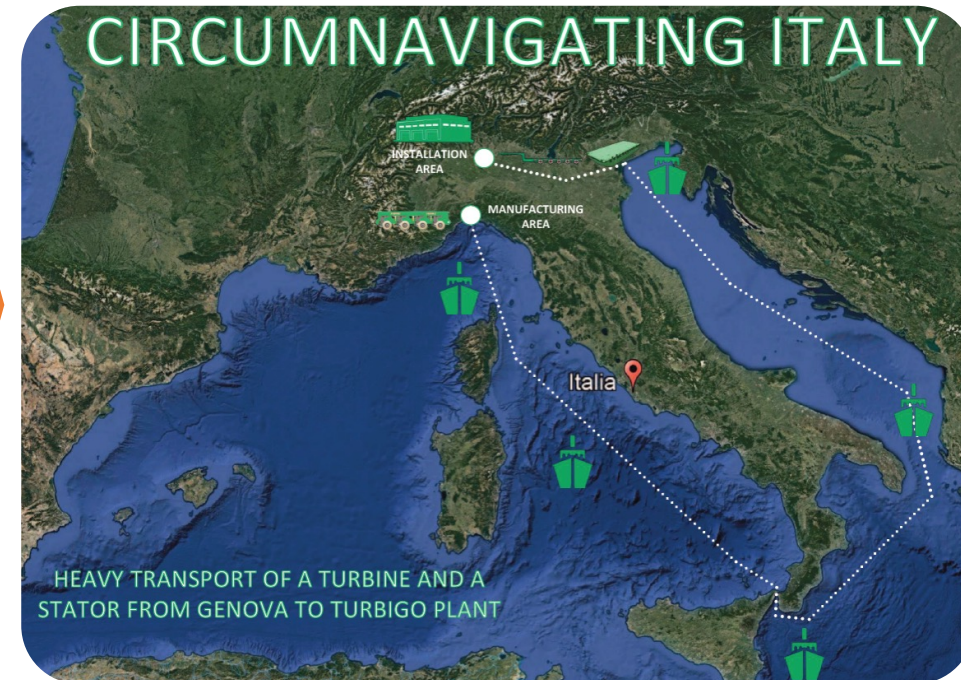 CIRCUMNAVIGATING ITALY
INSTALLATION
AREA
MANUFACTURING
AREA
Italia
HEAVY TRANSPORT OF A TURBINE AND A
STATOR FROM GENOVA TO TURBIGO PLANT